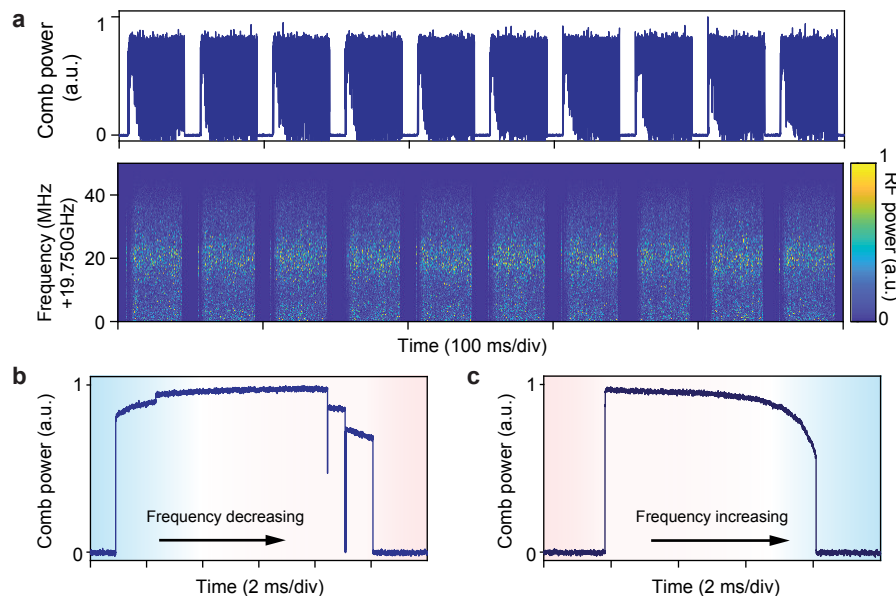 a
Comb power
(a.u.)
1
0
Frequency (MHz
+19.750GHz)
40
20
0
1
RF power (a.u.)
0
Time (100 ms/div)
b
Comb power (a.u.)
1
0
Frequency decreasing
Time (2 ms/div)
c
Comb power (a.u.)
1
0
Frequency increasing
Time (2 ms/div)